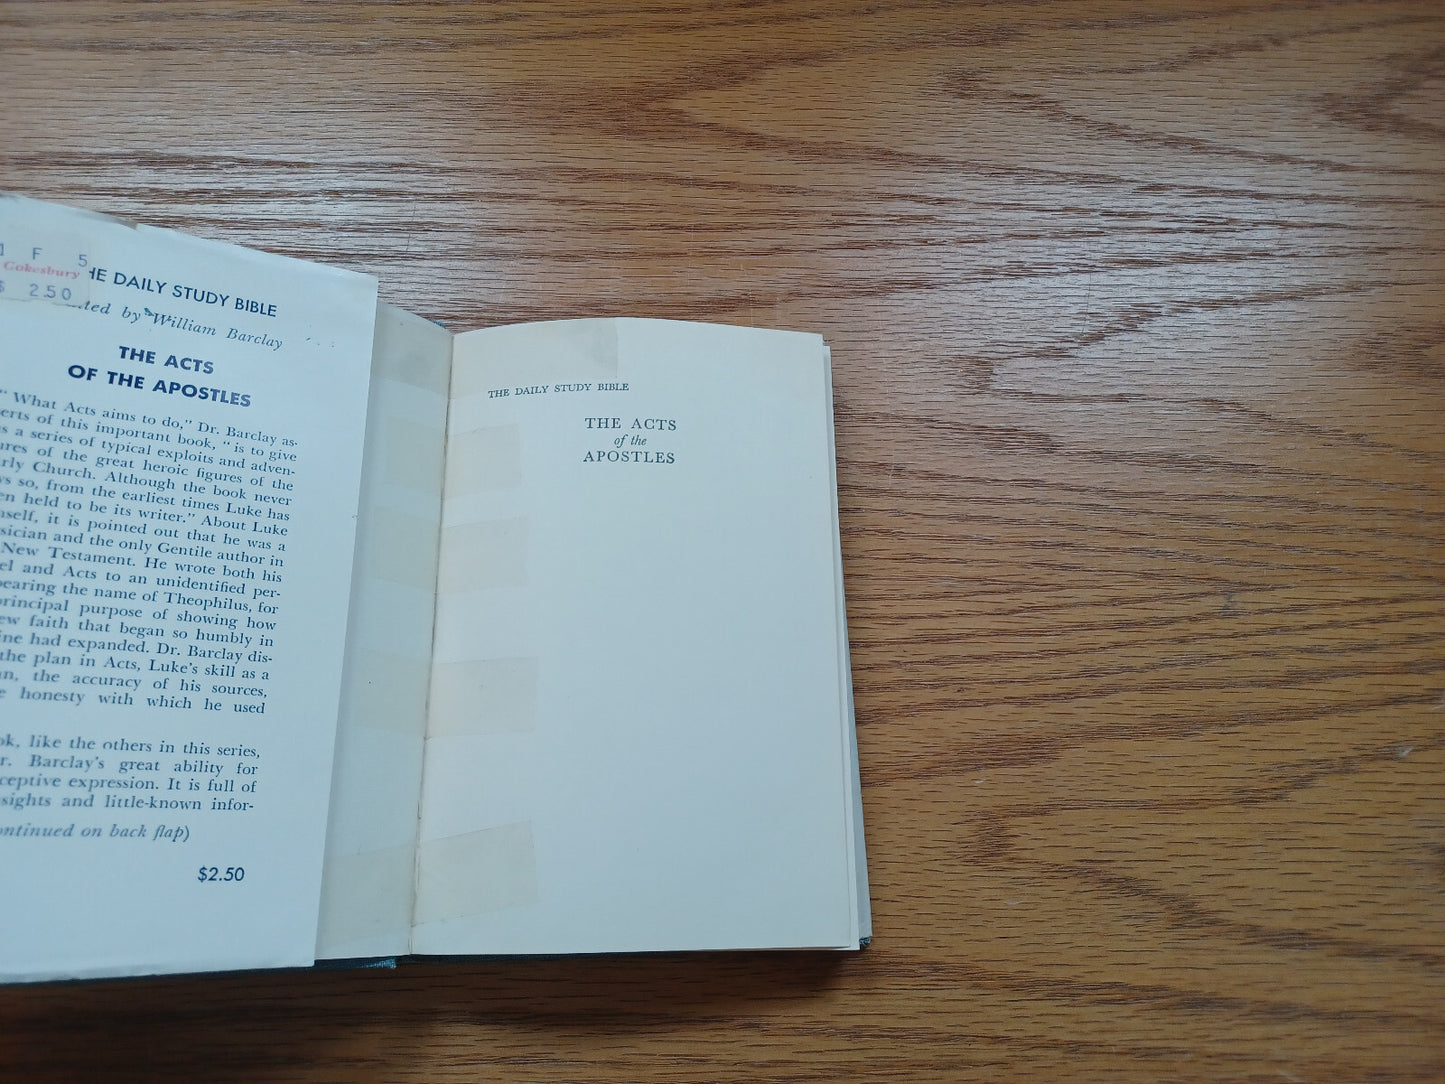 1 F 5
Cokesbury
$ 2.50
THE DAILY STUDY BIBLE
by William Barclay
THE ACTS
OF THE APOSTLES
" What Acts aims to do," Dr. Barclay as-
erts of this important book, " is to give
s a series of typical exploits and adven-
ures of the great heroic figures of the
arly Church. Although the book never
ys so, from the earliest times Luke has
en held to be its writer." About Luke
mself, it is pointed out that he was a
sician and the only Gentile author in
New Testament. He wrote both his
el and Acts to an unidentified per-
bearing the name of Theophilus, for
principal purpose of showing how
ew faith that began so humbly in
ine had expanded. Dr. Barclay dis-
the plan in Acts, Luke's skill as a
an, the accuracy of his sources,
e honesty with which he used
ok, like the others in this series,
r. Barclay's great ability for
ceptive expression. It is full of
sights and little-known infor-
ontinued on back flap)
$2.50
THE DAILY STUDY BIBLE
THE ACTS
of the
APOSTLES